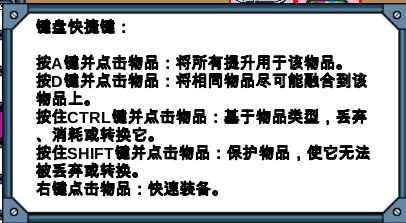 键盘快捷键：
按A键并点击物品：将所有提升用于该物品。
按D键并点击物品：将相同物品尽可能融合到该
物品上。
按住CTRL键并点击物品：基于物品类型，丢弃
、消耗或转换它。
按住SHIFT键并点击物品：保护物品，使它无法
被丢弃或转换。
右键点击物品：快速装备。